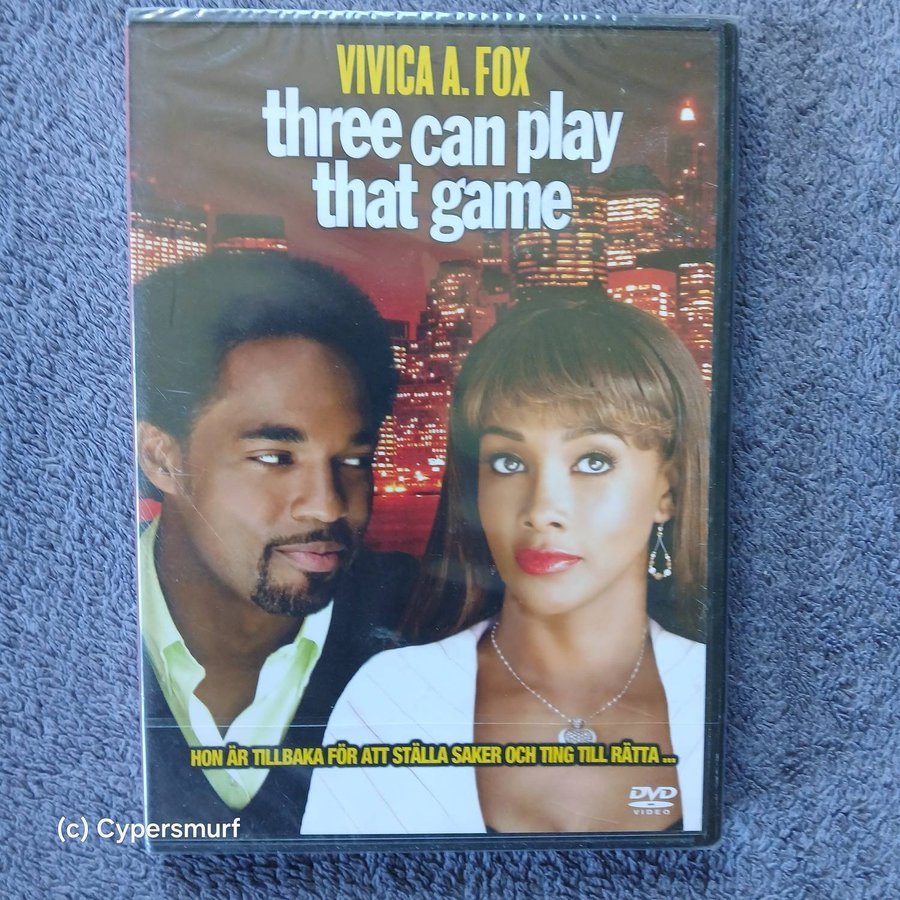 VIVICA A. FOX
three can play
that game
HON ÄR TILLBAKA FÖR ATT STÄLLA SAKER OCH TING TILL RÄTTA ...
DVD
VIDEO
(c) Cypersmurf